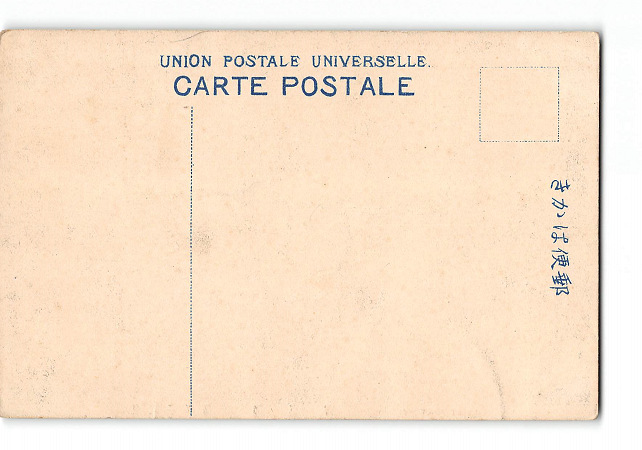 UNION POSTALE UNIVERSELLE.
CARTE POSTALE
きかは便郵